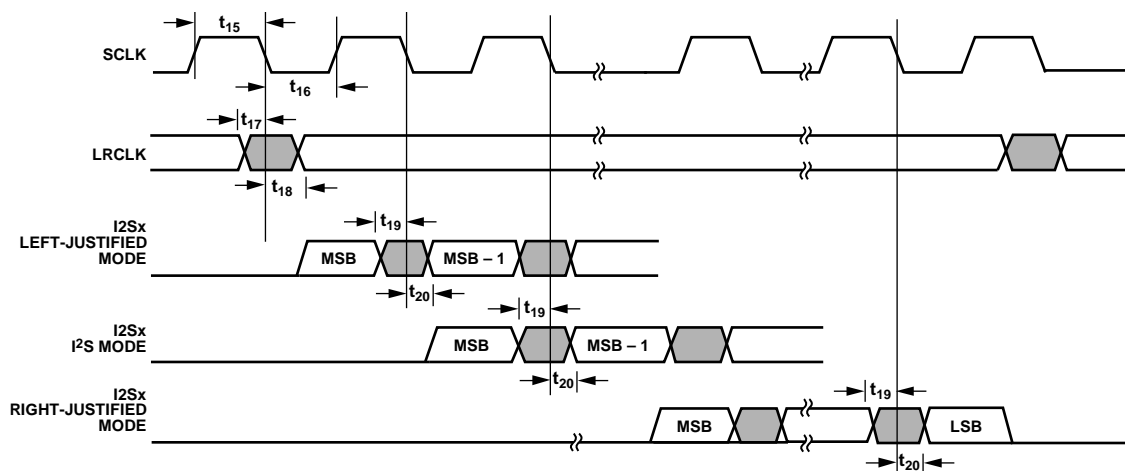 t15
SCLK
t16
t17
LRCLK
t18
I2Sx
LEFT-JUSTIFIED
MODE
t19
MSB
MSB – 1
t20
I2Sx
I2S MODE
t19
MSB
MSB – 1
t20
I2Sx
RIGHT-JUSTIFIED
MODE
t19
MSB
LSB
t20